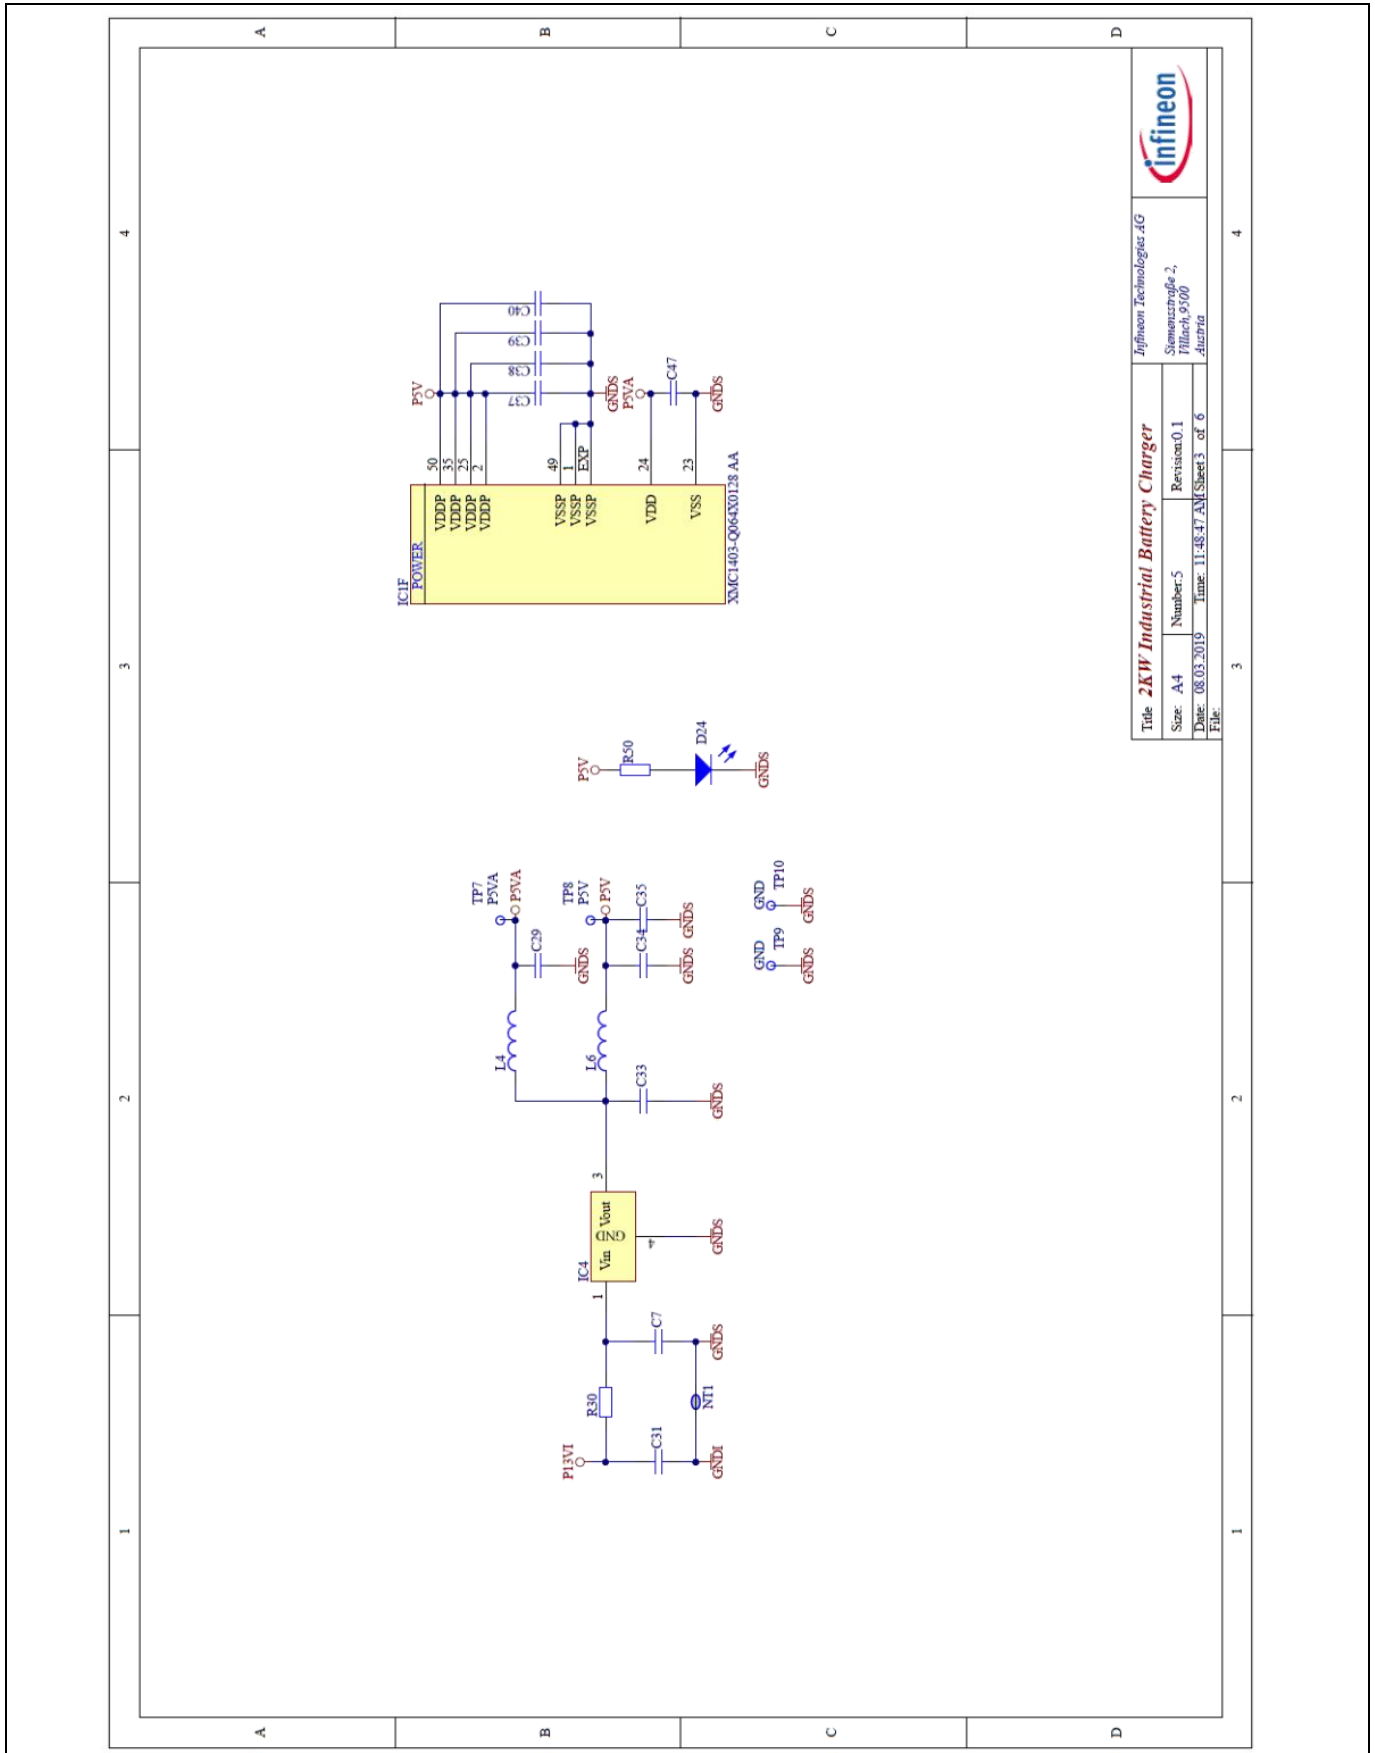 1
2
3
4
A
A
B
B
C
C
D
D
P13VI
R30
C31
C7
NT1
GNDI
GNDS
IC4
1
Vin
Vout
GND
3
4
GNDS
L4
L6
C33
GNDS
TP7
P5VA
P5VA
C29
GNDS
TP8
P5V
P5V
C34
C35
GNDS
GNDS
GND
TP9
GNDS
GND
TP10
GNDS
P5V
R50
D24
GNDS
IC1F
POWER
VDDP
50
VDDP
35
VDDP
25
VDDP
2
VSSP
49
VSSP
1
VSSP
EXP
VDD
24
VSS
23
XMC1403-Q064X0128 AA
P5V
C37
C38
C39
C40
GNDS
P5VA
C47
GNDS
Title 2KW Industrial Battery Charger
Size: A4
Number:5
Revision:0.1
Date: 08.03.2019
Time: 11:48:47 AM
Sheet3 of 6
File:
Infineon Technologies AG
Siemensstraße 2,
Villach,9500
Austria
infineon
1
2
3
4